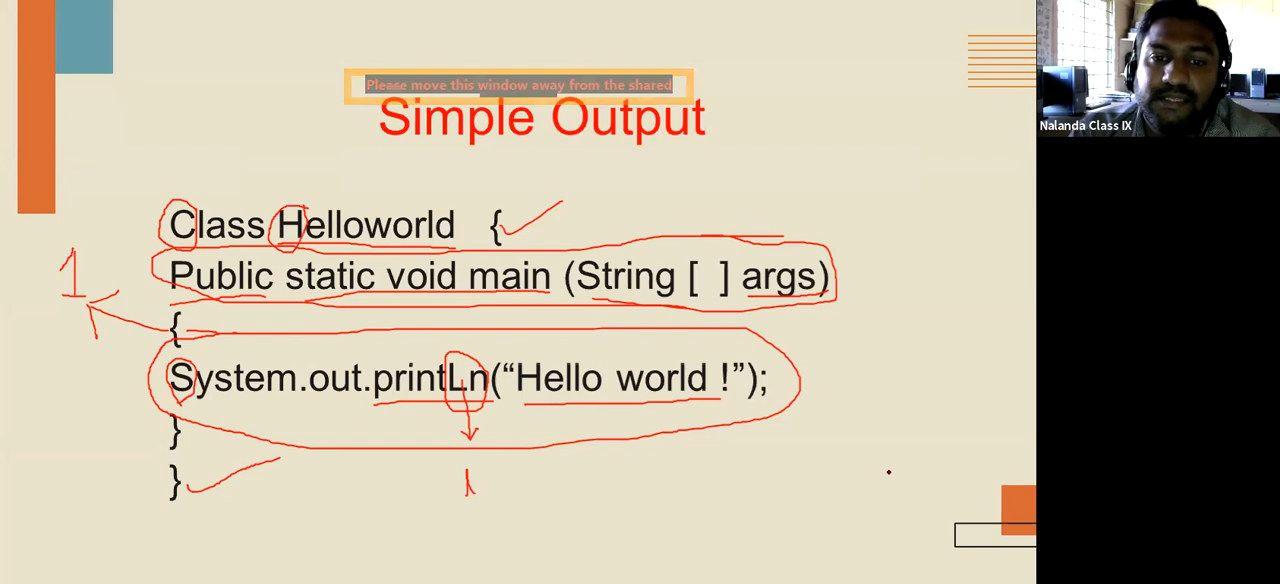 Please move this window away from the shared
Simple Output
Class Helloworld {
Public static void main (String [ ] args)
1
{
System.out.printLn(“Hello world !”);
}
}
l
Nalanda Class IX